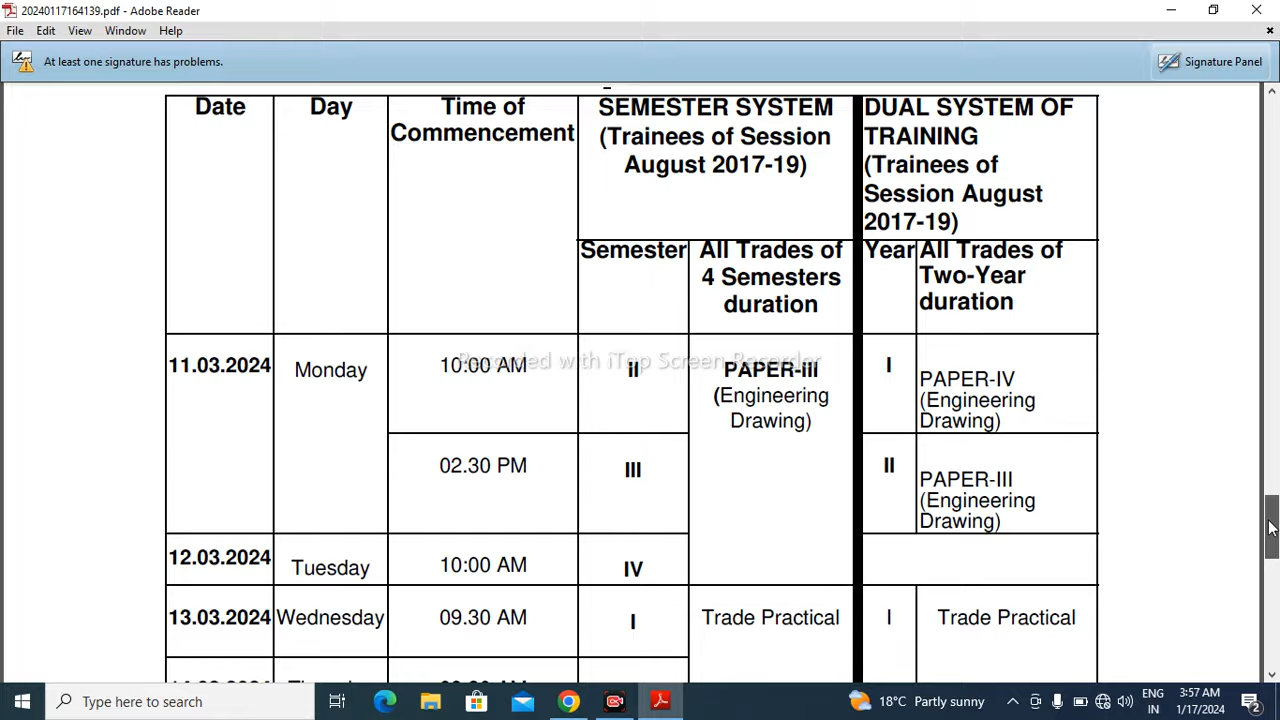 20240117164139.pdf - Adobe Reader
File Edit View Window Help
At least one signature has problems.
Signature Panel
Date Day Time of Commencement SEMESTER SYSTEM (Trainees of Session August 2017-19) DUAL SYSTEM OF TRAINING (Trainees of Session August 2017-19)
Semester All Trades of 4 Semesters duration Year All Trades of Two-Year duration
11.03.2024 Monday 10:00 AM II PAPER-III (Engineering Drawing) I PAPER-IV (Engineering Drawing)
Recorded with iTop Screen Recorder
02.30 PM III II PAPER-III (Engineering Drawing)
12.03.2024 Tuesday 10:00 AM IV
13.03.2024 Wednesday 09.30 AM I Trade Practical I Trade Practical
Type here to search
18°C Partly sunny
ENG
IN
3:57 AM
1/17/2024
2